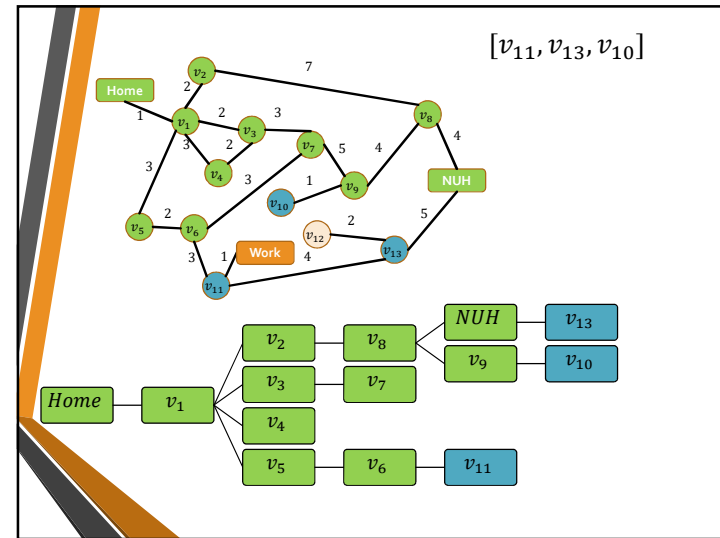 [v₁₁, v₁₃, v₁₀]
7
v₂
Home
2
1
v₁
2
v₃
3
v₈
3
2
v₇
5
4
4
v₄
3
3
1
v₉
NUH
v₁₀
v₅
2
v₆
v₁₂
2
5
3
1
Work
4
v₁₃
v₁₁
NUH
v₁₃
v₂
v₈
v₉
v₁₀
v₃
v₇
Home
v₁
v₄
v₅
v₆
v₁₁